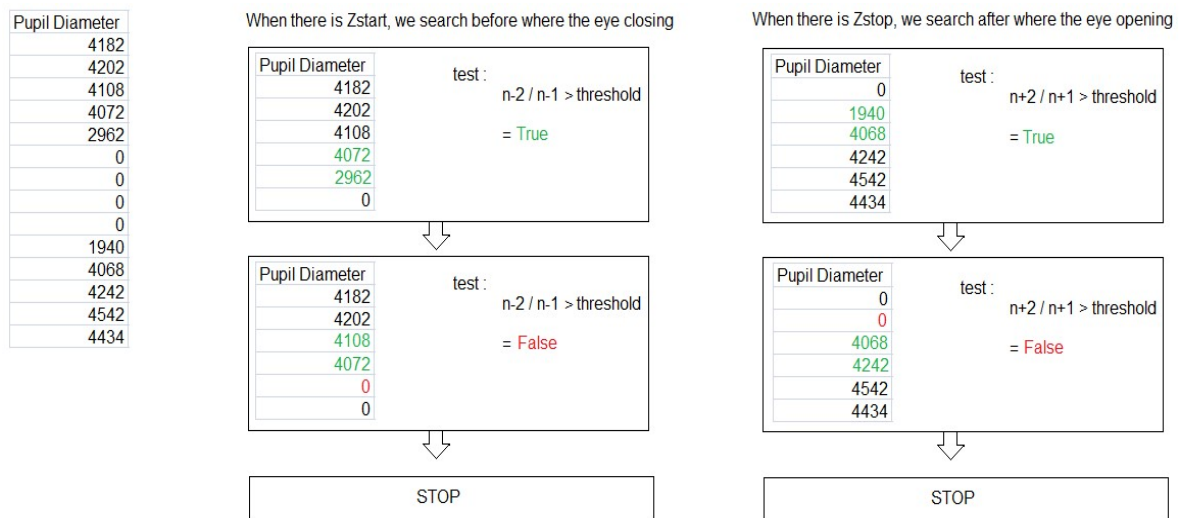 Pupil Diameter
4182
4202
4108
4072
2962
0
0
0
0
1940
4068
4242
4542
4434
When there is Zstart, we search before where the eye closing
Pupil Diameter
4182
4202
4108
4072
2962
0
test :
n-2 / n-1 > threshold
= True
Pupil Diameter
4182
4202
4108
4072
0
0
test :
n-2 / n-1 > threshold
= False
STOP
When there is Zstop, we search after where the eye opening
Pupil Diameter
0
1940
4068
4242
4542
4434
test :
n+2 / n+1 > threshold
= True
Pupil Diameter
0
0
4068
4242
4542
4434
test :
n+2 / n+1 > threshold
= False
STOP